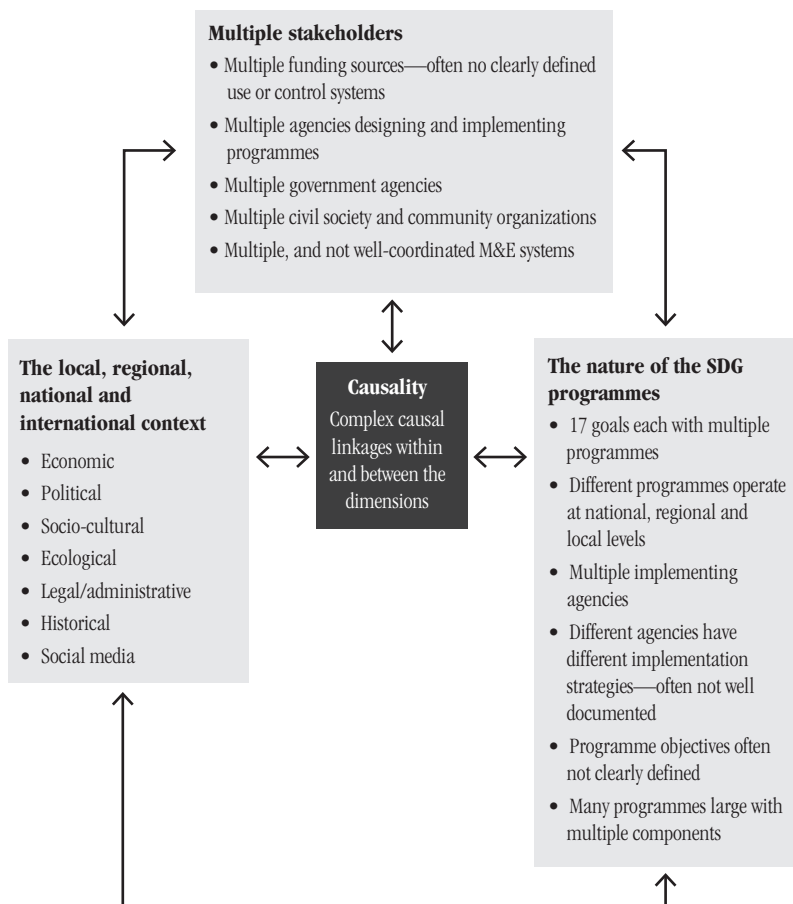 Multiple stakeholders
• Multiple funding sources—often no clearly defined
use or control systems
• Multiple agencies designing and implementing
programmes
• Multiple government agencies
• Multiple civil society and community organizations
• Multiple, and not well-coordinated M&E systems
The local, regional,
national and
international context
• Economic
• Political
• Socio-cultural
• Ecological
• Legal/administrative
• Historical
• Social media
Causality
Complex causal
linkages within
and between the
dimensions
The nature of the SDG
programmes
• 17 goals each with multiple
programmes
• Different programmes operate
at national, regional and
local levels
• Multiple implementing
agencies
• Different agencies have
different implementation
strategies—often not well
documented
• Programme objectives often
not clearly defined
• Many programmes large with
multiple components